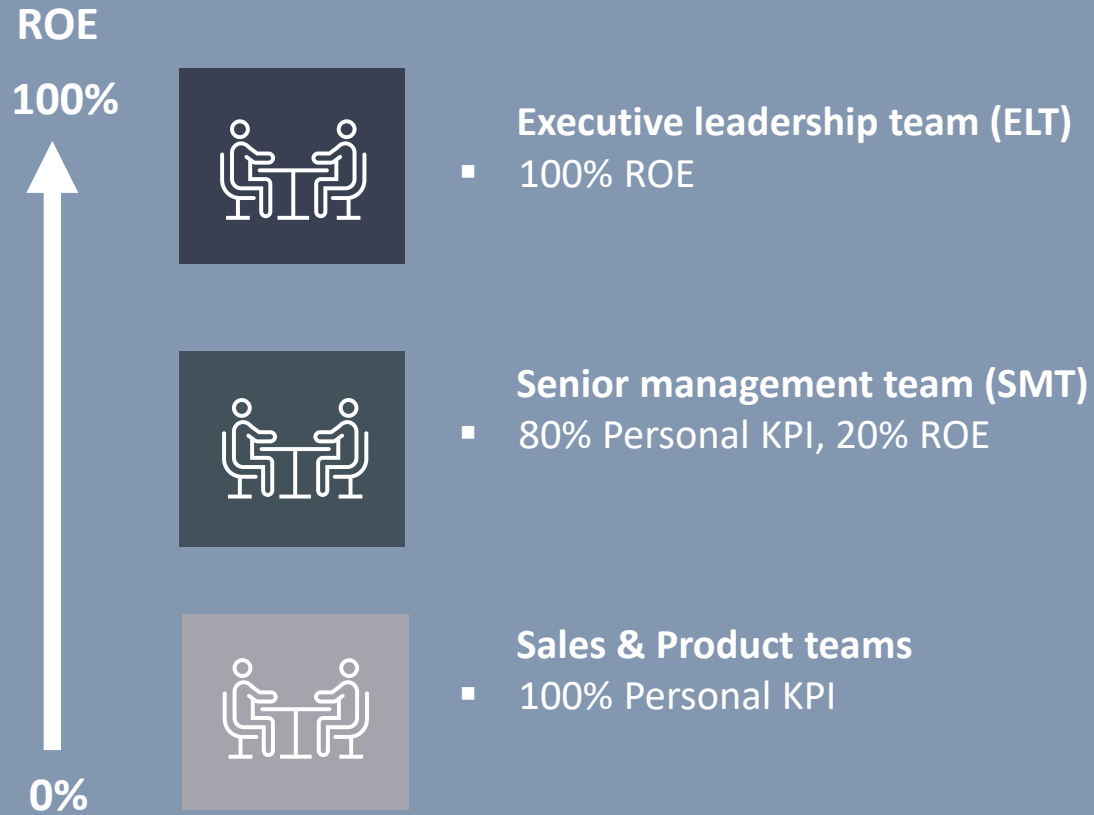 ROE
100%
Executive leadership team (ELT)
▪ 100% ROE
Senior management team (SMT)
▪ 80% Personal KPI, 20% ROE
Sales & Product teams
▪ 100% Personal KPI
0%